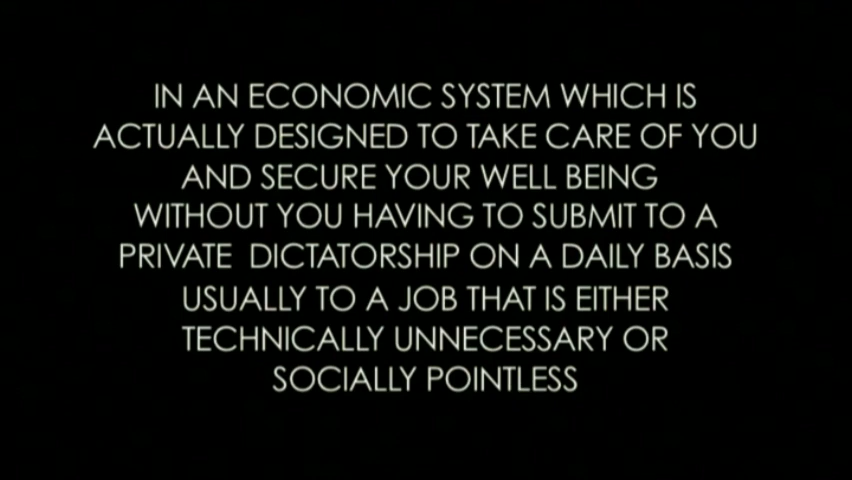 IN AN ECONOMIC SYSTEM WHICH IS
ACTUALLY DESIGNED TO TAKE CARE OF YOU
AND SECURE YOUR WELL BEING
WITHOUT YOU HAVING TO SUBMIT TO A
PRIVATE DICTATORSHIP ON A DAILY BASIS
USUALLY TO A JOB THAT IS EITHER
TECHNICALLY UNNECESSARY OR
SOCIALLY POINTLESS